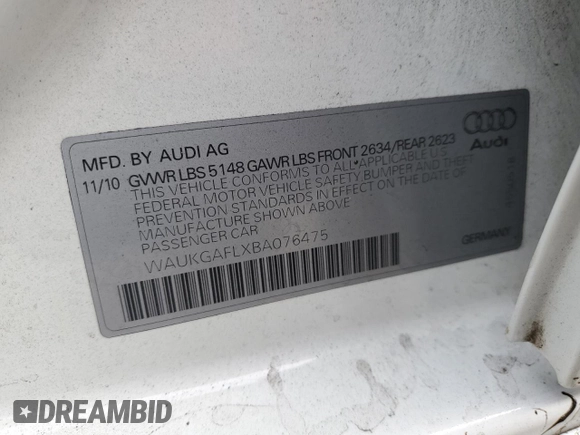 MFD. BY AUDI AG
11/10 GVWR LBS 5148 GAWR LBS FRONT 2634/REAR 2623
THIS VEHICLE CONFORMS TO ALL APPLICABLE U.S.
FEDERAL MOTOR VEHICLE SAFETY, BUMPER AND THEFT
PREVENTION STANDARDS IN EFFECT ON THE DATE OF
MANUFACTURE SHOWN ABOVE
PASSENGER CAR
WAUKGAFLXBA076475
Audi
GERMANY
DREAMBID